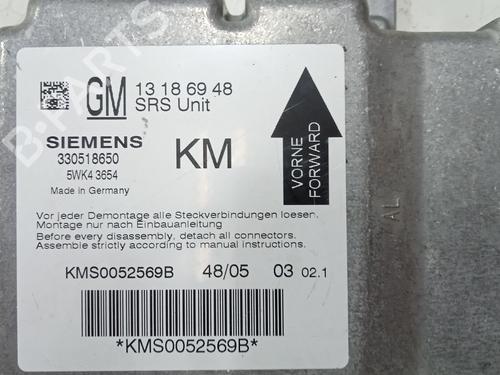 GM 13 18 69 48
SRS Unit
SIEMENS
330518650
5WK4 3654
Made in Germany
KM
VORNE
FORWARD
Vor jeder Demontage alle Steckverbindungen loesen.
Montage nur nach Einbauanleitung
Before every disassembly, detach all connectors.
Assemble strictly according to manual instructions.
KMS0052569B 48/05 03 02.1
*KMS0052569B*
AL
B-PARTS